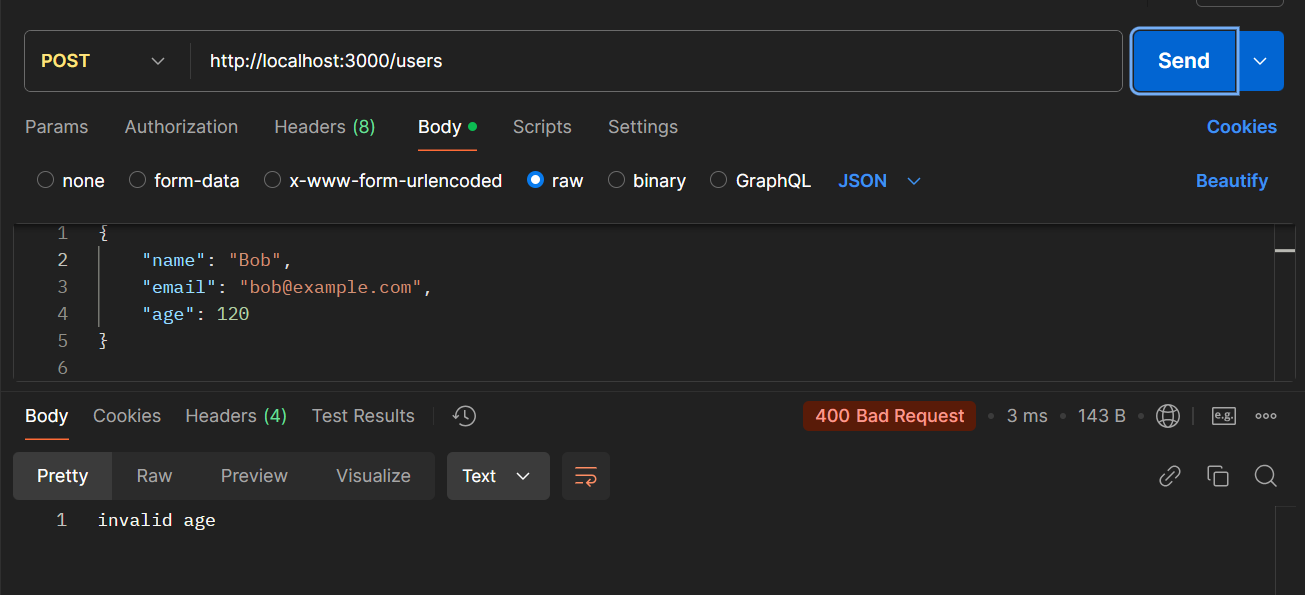 POST http://localhost:3000/users Send
Params Authorization Headers (8) Body Scripts Settings Cookies
none form-data x-www-form-urlencoded raw binary GraphQL JSON Beautify
1 {
2 "name": "Bob",
3 "email": "bob@example.com",
4 "age": 120
5 }
6
Body Cookies Headers (4) Test Results 400 Bad Request • 3 ms • 143 B • e.g.
Pretty Raw Preview Visualize Text
1 invalid age